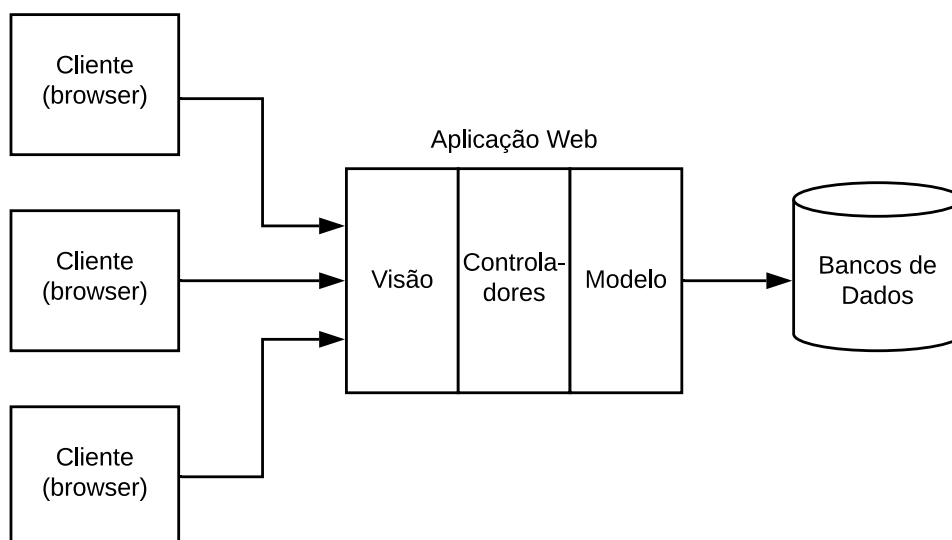 Cliente
(browser)
Aplicação Web
Cliente
(browser)
Visão
Controla-
dores
Modelo
Bancos de
Dados
Cliente
(browser)